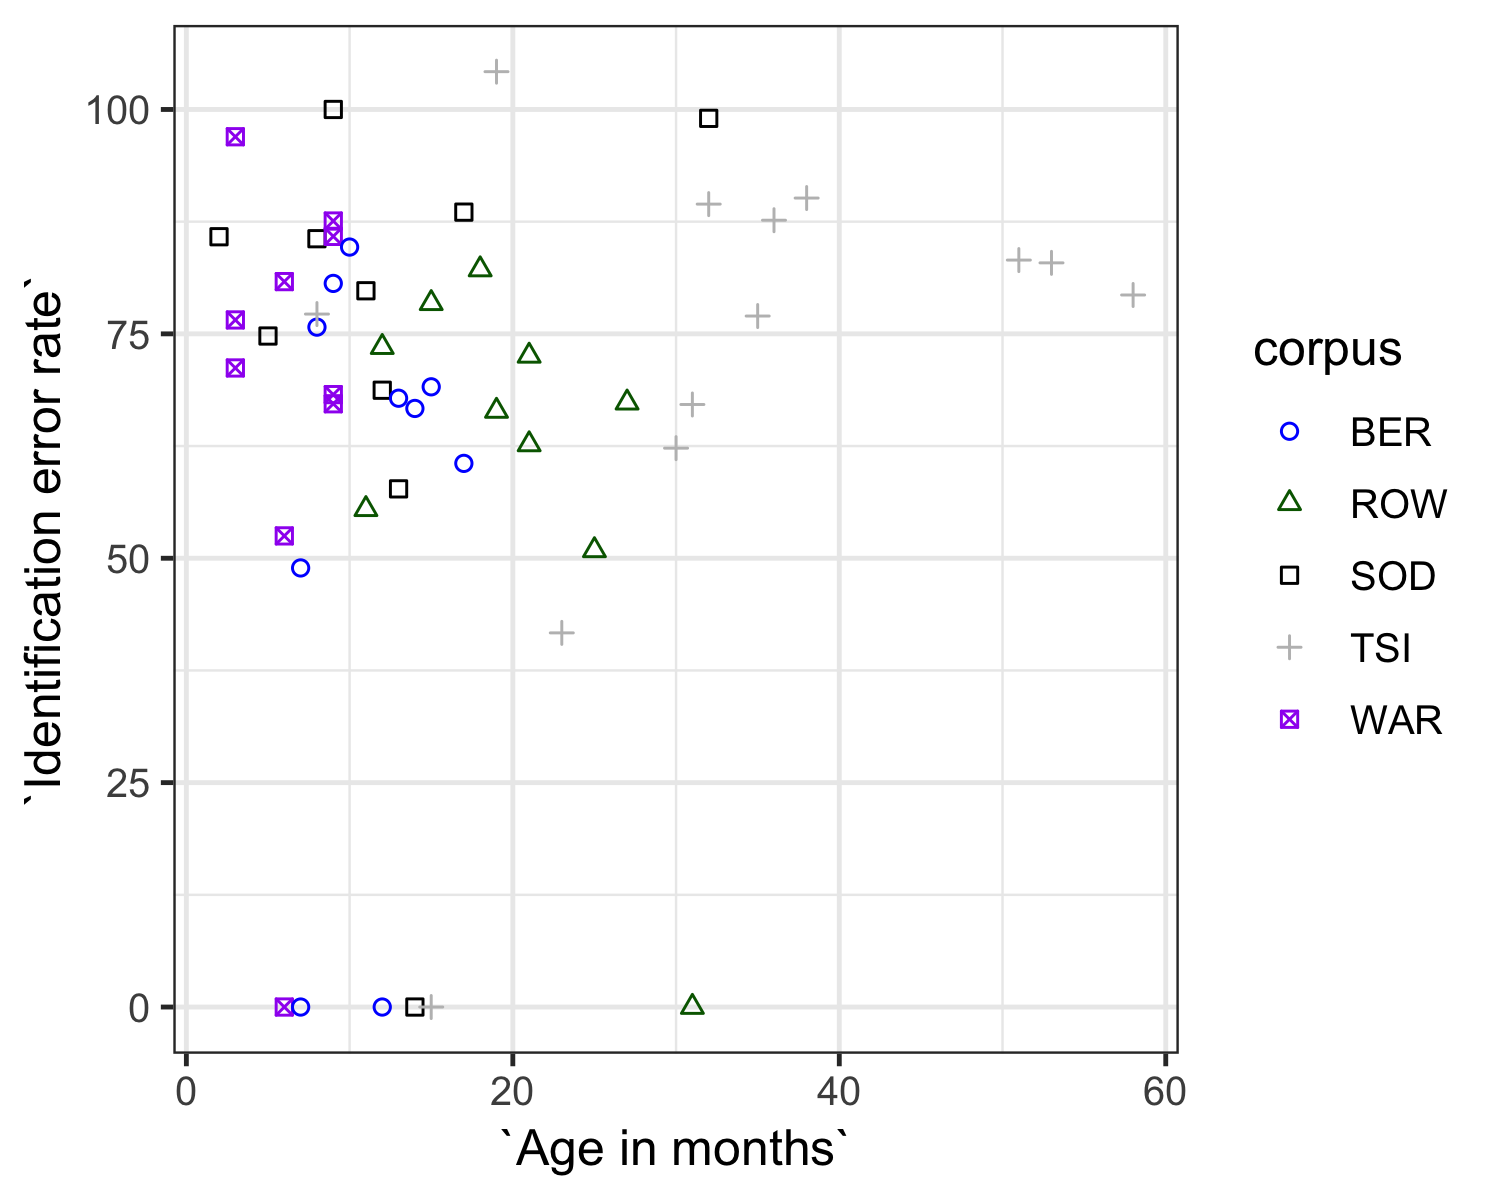 `Identification error rate`
100
75
50
25
0
0 20 40 60
`Age in months`
corpus
BER
ROW
SOD
TSI
WAR